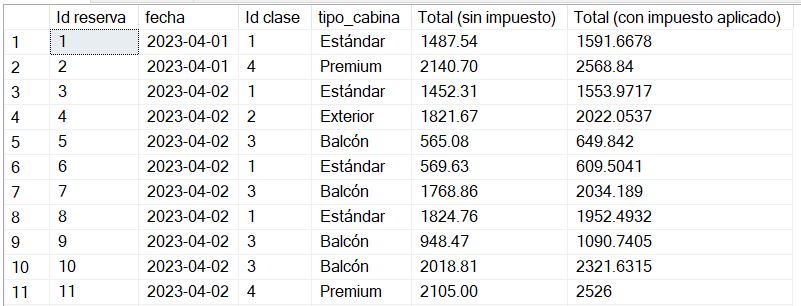 Id reserva fecha Id clase tipo_cabina Total (sin impuesto) Total (con impuesto aplicado)
1 1 2023-04-01 1 Estándar 1487.54 1591.6678
2 2 2023-04-01 4 Premium 2140.70 2568.84
3 3 2023-04-02 1 Estándar 1452.31 1553.9717
4 4 2023-04-02 2 Exterior 1821.67 2022.0537
5 5 2023-04-02 3 Balcón 565.08 649.842
6 6 2023-04-02 1 Estándar 569.63 609.5041
7 7 2023-04-02 3 Balcón 1768.86 2034.189
8 8 2023-04-02 1 Estándar 1824.76 1952.4932
9 9 2023-04-02 3 Balcón 948.47 1090.7405
10 10 2023-04-02 3 Balcón 2018.81 2321.6315
11 11 2023-04-02 4 Premium 2105.00 2526